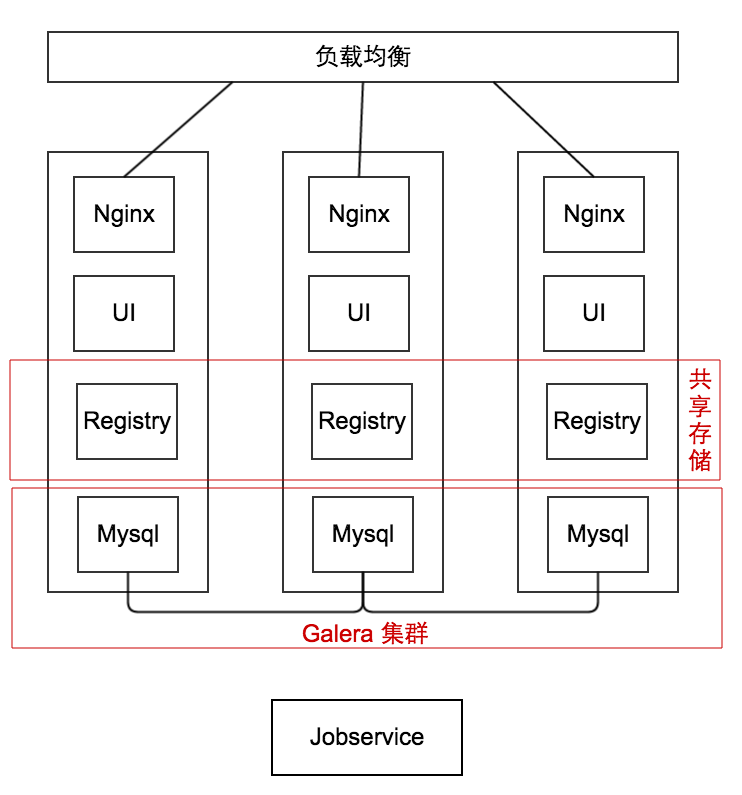 负载均衡
Nginx
Nginx
Nginx
UI
UI
UI
共享存储
Registry
Registry
Registry
Mysql
Mysql
Mysql
Galera 集群
Jobservice